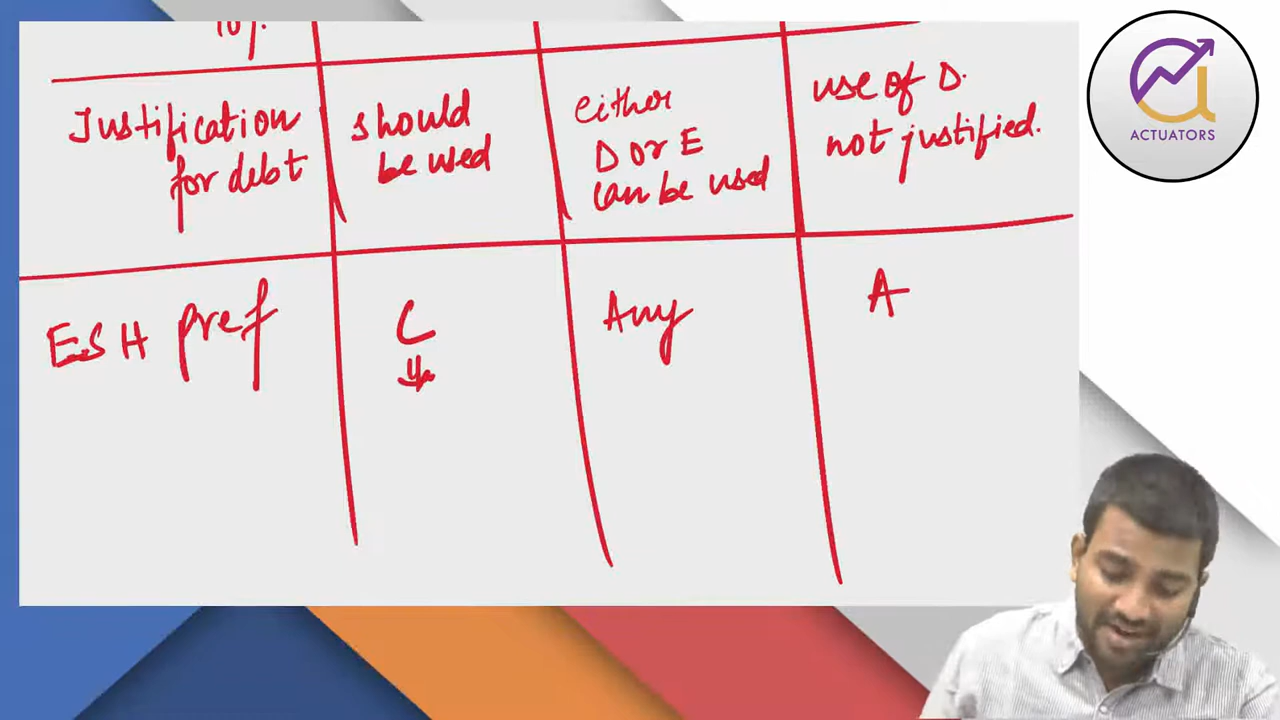 10%.
Justification
for debt
should
be used
either
D or E
can be used
use of D.
not justified.
ESH pref
C
Any
A
ACTUATORS